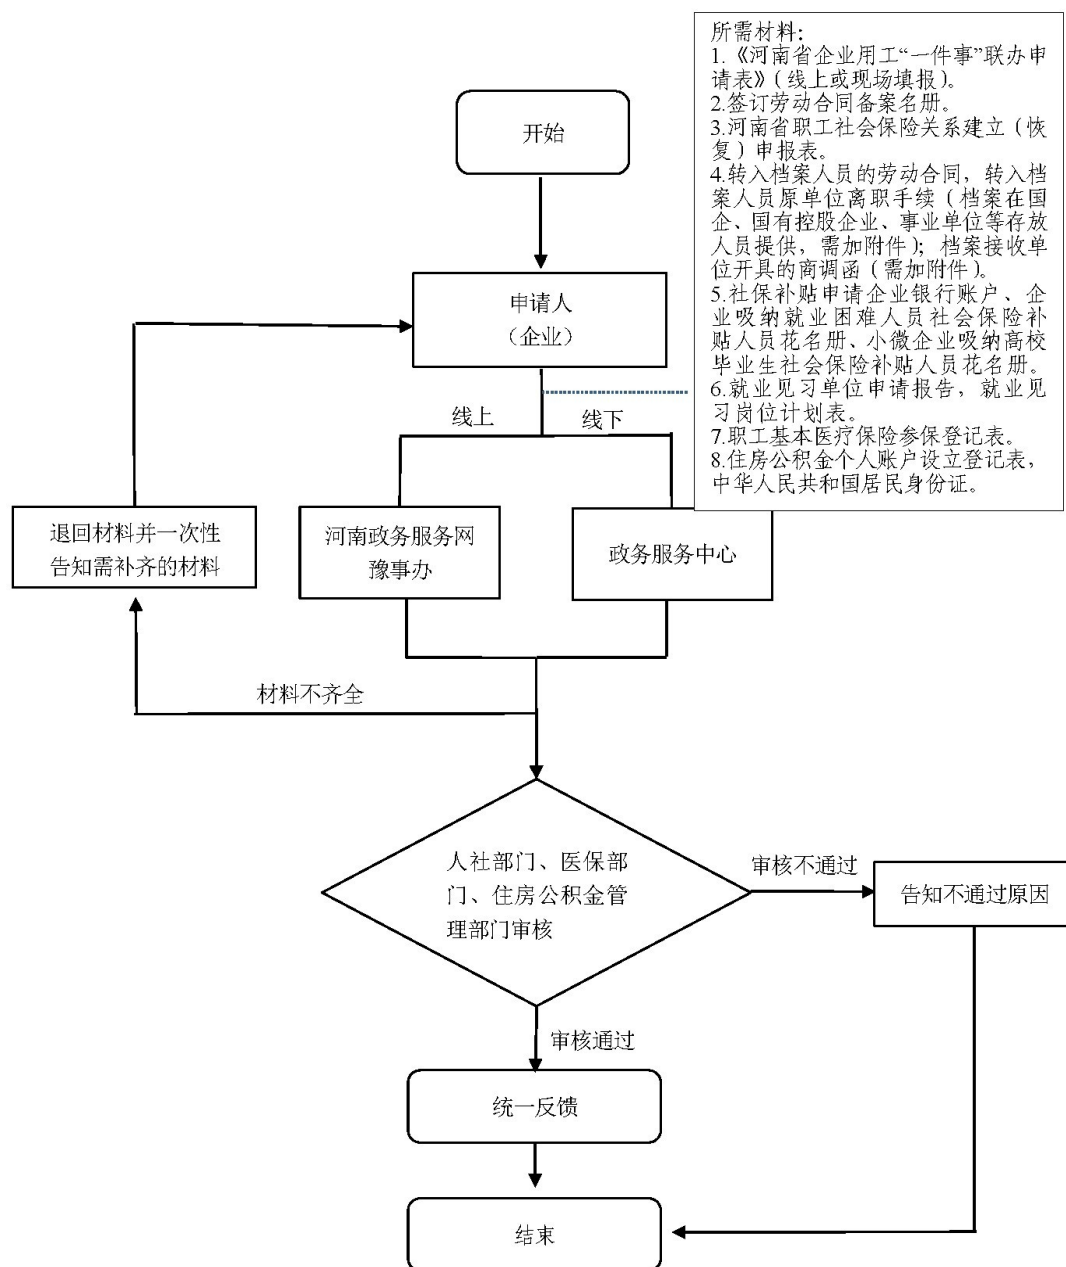 所需材料：
1.《河南省企业用工“一件事”联办申
请表》（线上或现场填报）。
2.签订劳动合同备案名册。
3.河南省职工社会保险关系建立（恢
复）申报表。
4.转入档案人员的劳动合同，转入档
案人员原单位离职手续（档案在国
企、国有控股企业、事业单位等存放
人员提供，需加附件）；档案接收单
位开具的商调函（需加附件）。
5.社保补贴申请企业银行账户、企
业吸纳就业困难人员社会保险补
贴人员花名册、小微企业吸纳高校
毕业生社会保险补贴人员花名册。
6.就业见习单位申请报告，就业见
习岗位计划表。
7.职工基本医疗保险参保登记表。
8.住房公积金个人账户设立登记表，
中华人民共和国居民身份证。
开始
申请人
（企业）
线上
线下
退回材料并一次性
告知需补齐的材料
河南政务服务网
豫事办
政务服务中心
材料不齐全
人社部门、医保部
门、住房公积金管
理部门审核
审核不通过
告知不通过原因
审核通过
统一反馈
结束